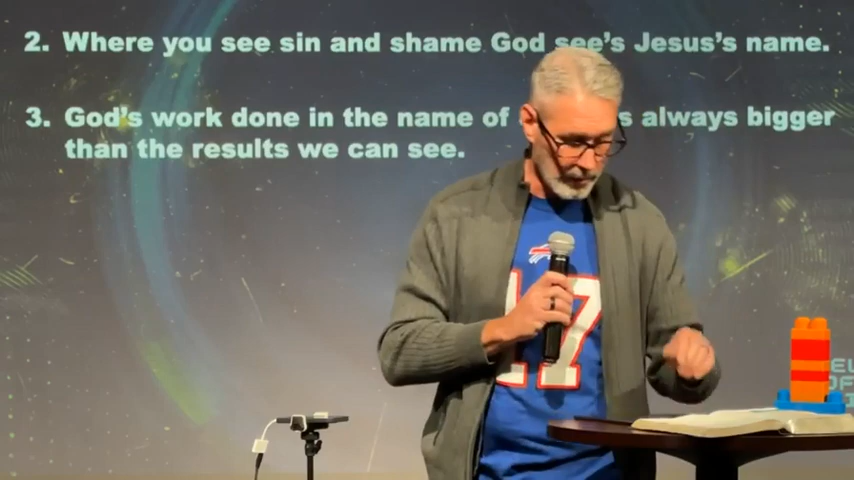 2. Where you see sin and shame God see's Jesus's name.
3. God's work done in the name of always bigger
than the results we can see.
17